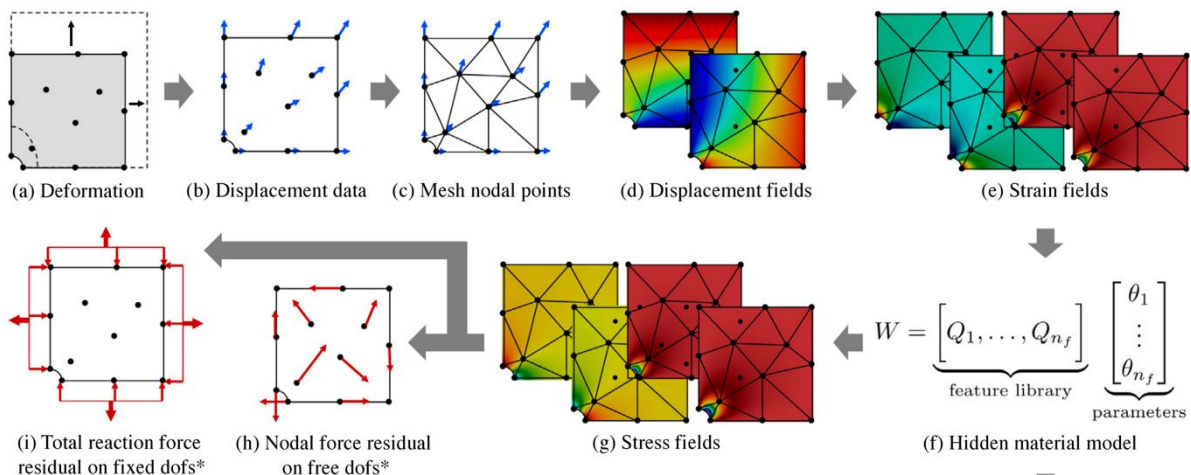 (a) Deformation
(b) Displacement data
(c) Mesh nodal points
(d) Displacement fields
(e) Strain fields
W = [Q₁, . . . , Qₙf] [θ₁ ⋮ θₙf]
feature library
parameters
(f) Hidden material model
(g) Stress fields
(h) Nodal force residual
on free dofs*
(i) Total reaction force
residual on fixed dofs*